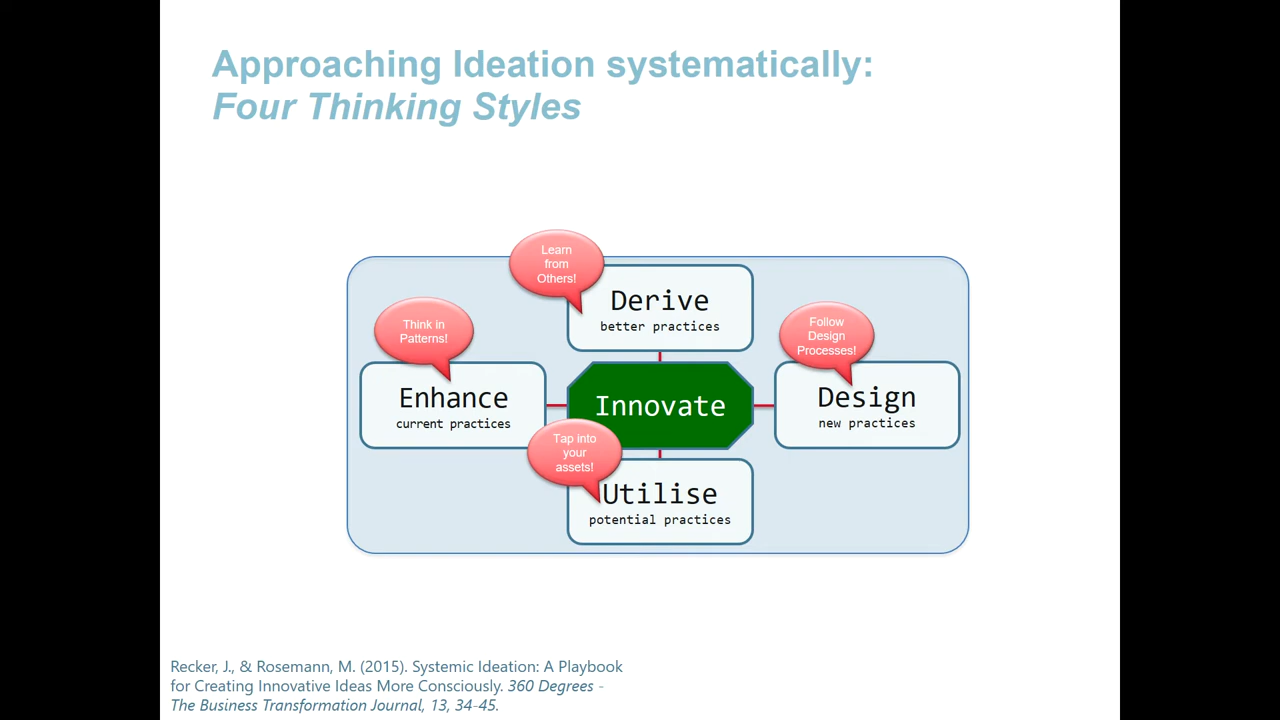 Approaching Ideation systematically:
Four Thinking Styles
Learn
from
Others!
Derive
better practices
Think in
Patterns!
Enhance
current practices
Innovate
Follow
Design
Processes!
Design
new practices
Tap into
your
assets!
Utilise
potential practices
Recker, J., & Rosemann, M. (2015). Systemic Ideation: A Playbook
for Creating Innovative Ideas More Consciously. 360 Degrees -
The Business Transformation Journal, 13, 34-45.